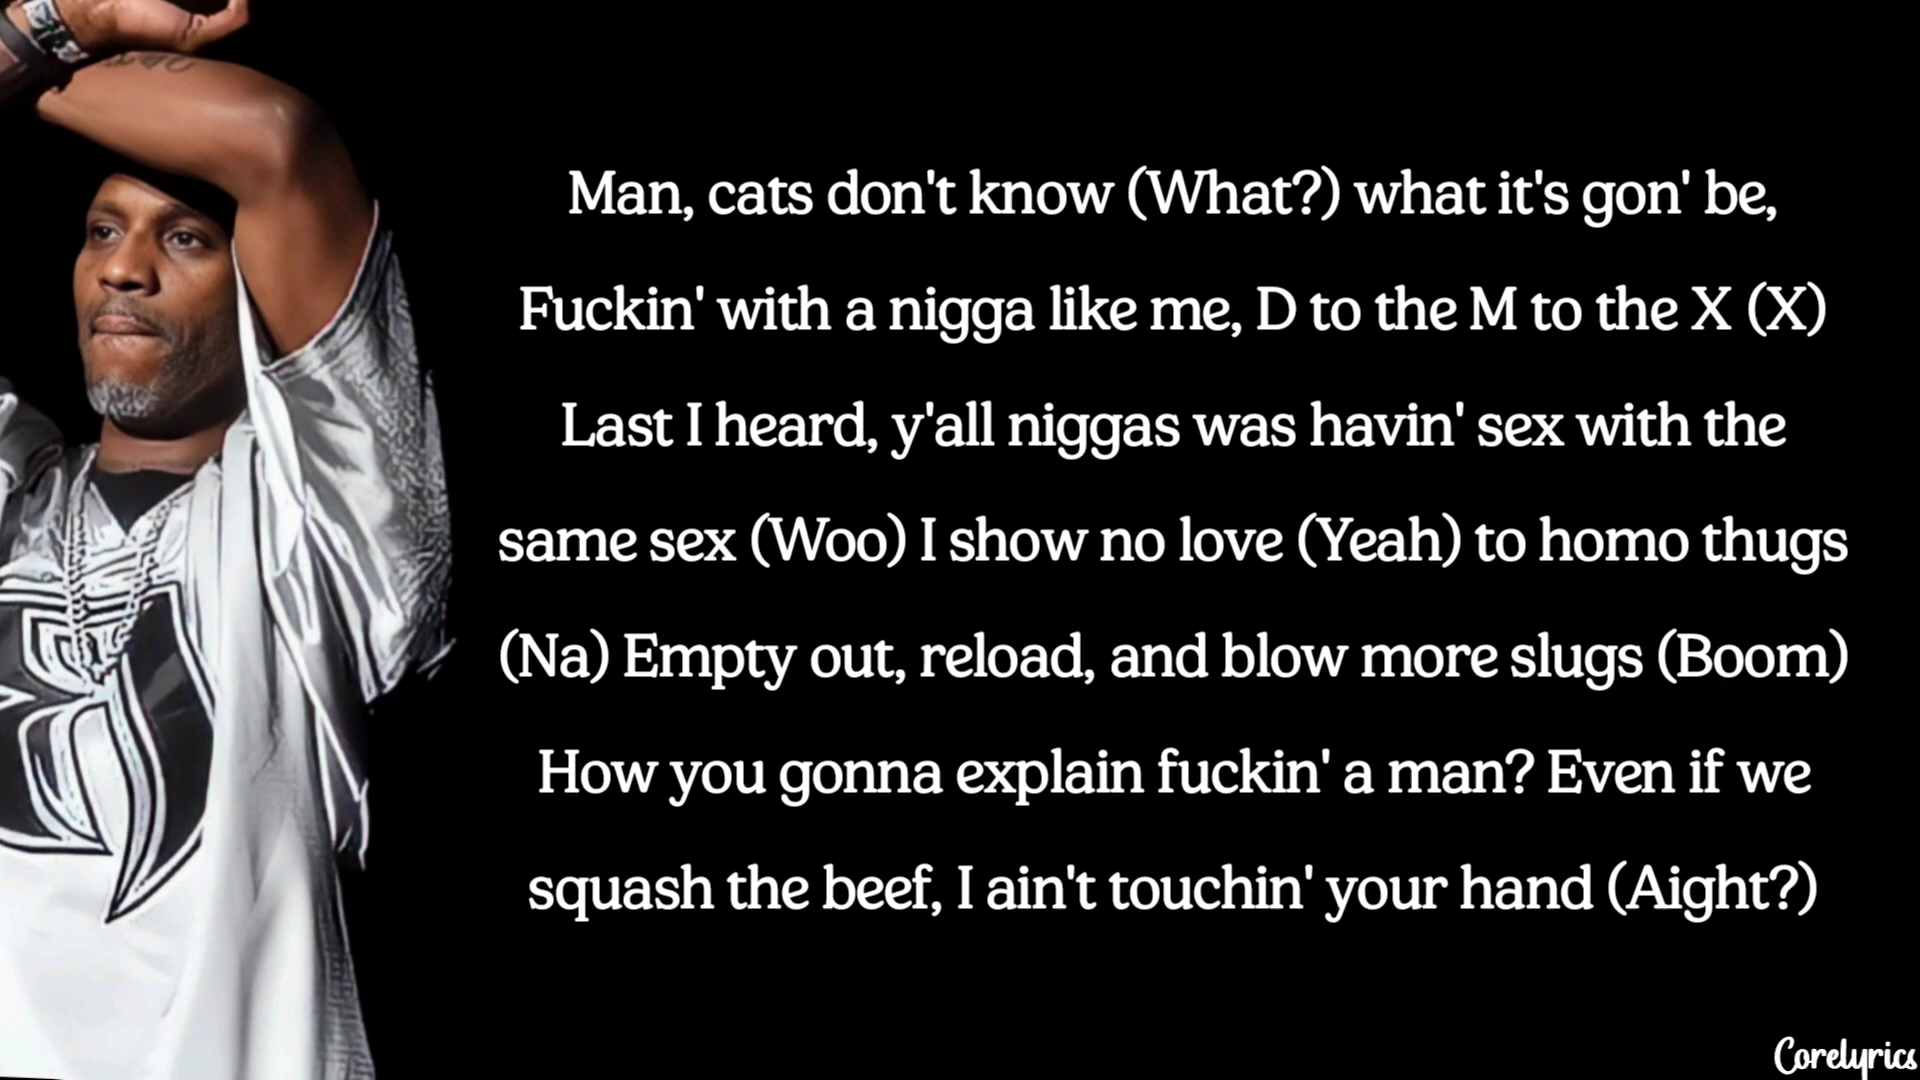 Man, cats don't know (What?) what it's gon' be,
Fuckin' with a nigga like me, D to the M to the X (X)
Last I heard, y'all niggas was havin' sex with the
same sex (Woo) I show no love (Yeah) to homo thugs
(Na) Empty out, reload, and blow more slugs (Boom)
How you gonna explain fuckin' a man? Even if we
squash the beef, I ain't touchin' your hand (Aight?)
Corelyrics